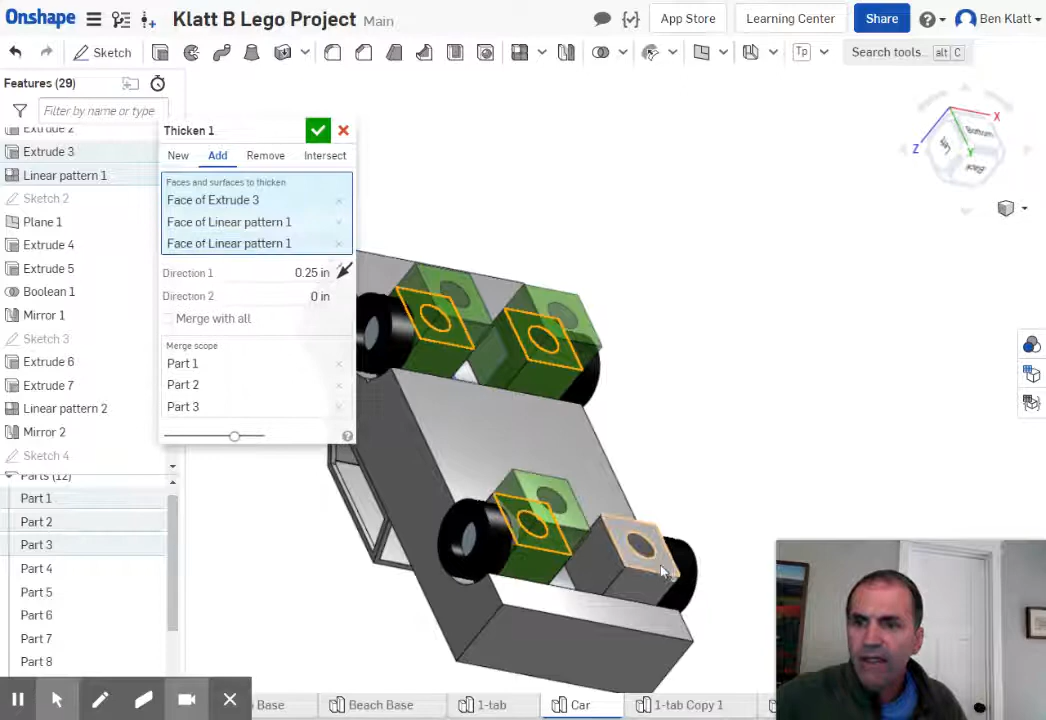 Onshape
Klatt B Lego Project Main
App Store
Learning Center
Share
Ben Klatt
Sketch
Tp
Search tools... alt C
Features (29)
Filter by name or type
Extrude 2
Extrude 3
Linear pattern 1
Sketch 2
Plane 1
Extrude 4
Extrude 5
Boolean 1
Mirror 1
Sketch 3
Extrude 6
Extrude 7
Linear pattern 2
Mirror 2
Sketch 4
Parts (12)
Part 1
Part 2
Part 3
Part 4
Part 5
Part 6
Part 7
Part 8
Thicken 1
New Add Remove Intersect
Faces and surfaces to thicken
Face of Extrude 3
Face of Linear pattern 1
Face of Linear pattern 1
Direction 1 0.25 in
Direction 2 0 in
Merge with all
Merge scope
Part 1
Part 2
Part 3
X
Z
Y
Bottom
Back
Base
Beach Base
1-tab
Car
1-tab Copy 1